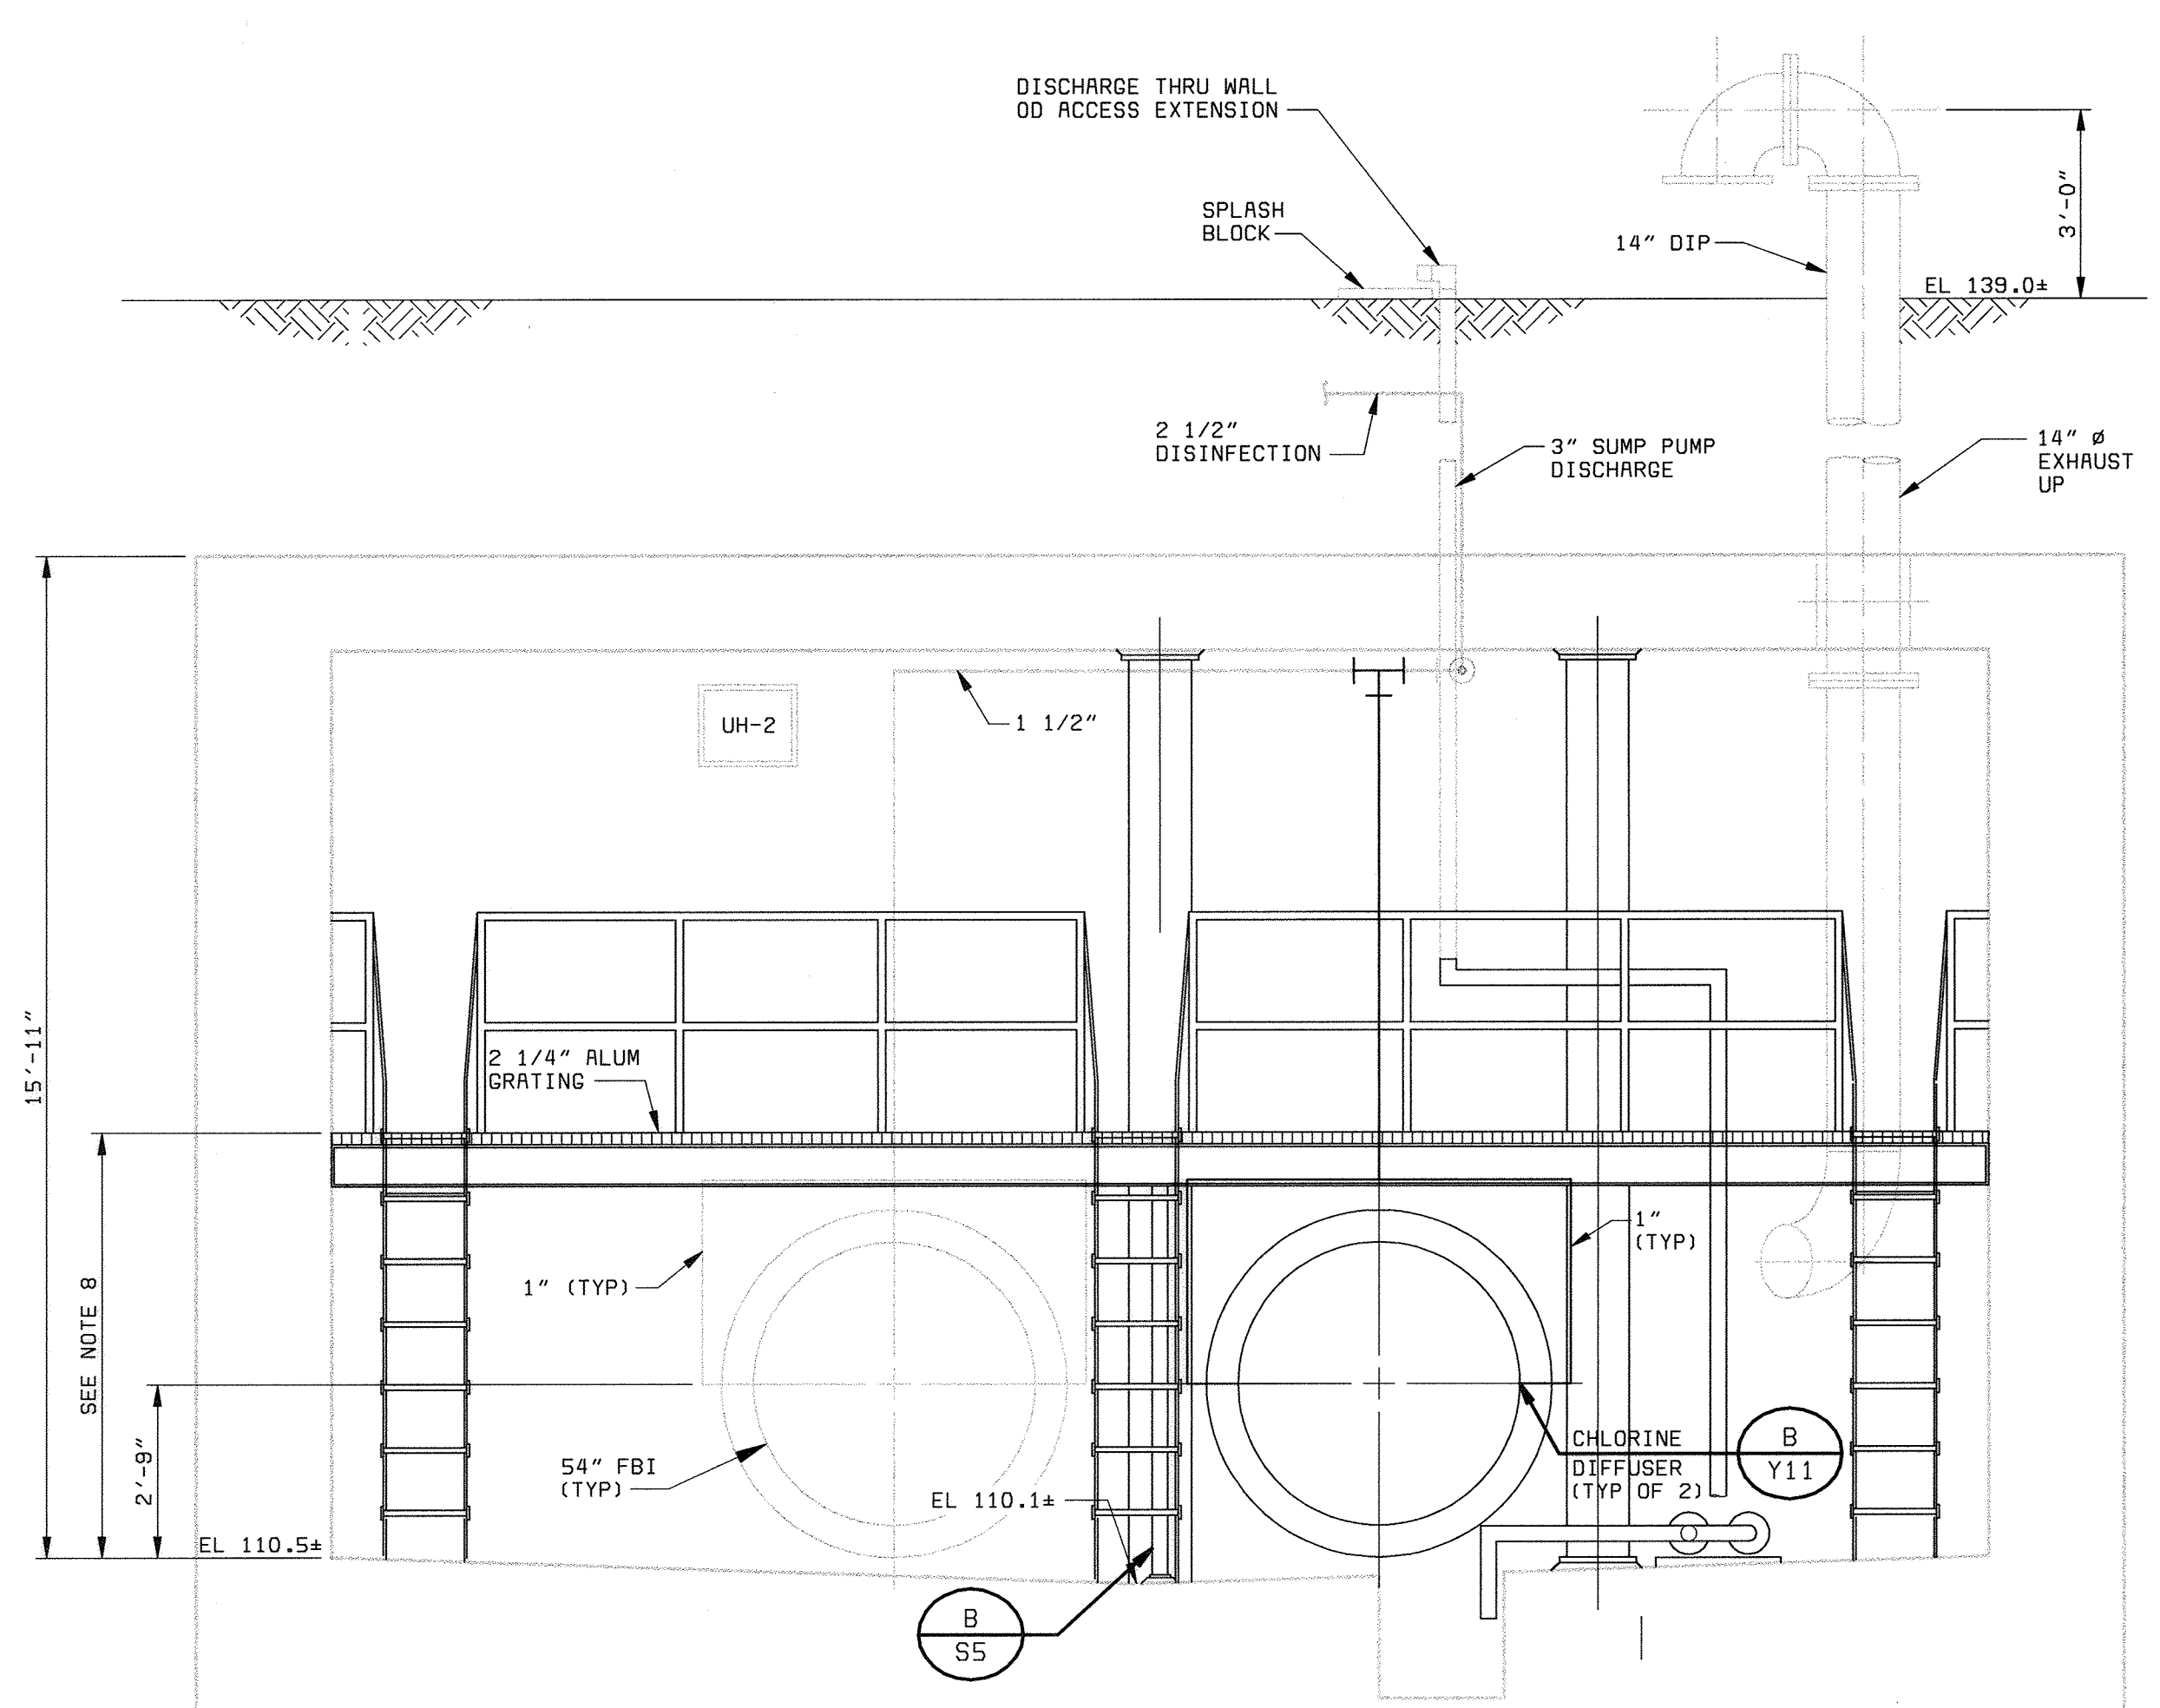 DISCHARGE THRU WALL
OD ACCESS EXTENSION
SPLASH
BLOCK
14" DIP
3'-0"
EL 139.0±
2 1/2"
DISINFECTION
3" SUMP PUMP
DISCHARGE
14" Ø
EXHAUST
UP
UH-2
1 1/2"
15'-11"
2 1/4" ALUM
GRATING
SEE NOTE 8
1" (TYP)
1"
(TYP)
2'-9"
54" FBI
(TYP)
CHLORINE
DIFFUSER
(TYP OF 2)
B
Y11
EL 110.1±
EL 110.5±
B
S5